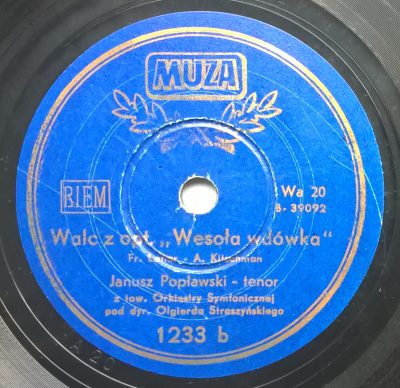 MUZA
BIEM
Wa 20
B-39092
Walc z opt. „Wesoła wdówka"
Fr. Lehar - A. Kitschman
Janusz Popławski - tenor
z tow. Orkiestry Symfonicznej
pod dyr. Olgierda Straszyńskiego
1233 b